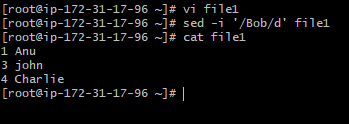 [root@ip-172-31-17-96 ~]# vi file1
[root@ip-172-31-17-96 ~]# sed -i '/Bob/d' file1
[root@ip-172-31-17-96 ~]# cat file1
1 Anu
3 john
4 Charlie
[root@ip-172-31-17-96 ~]#